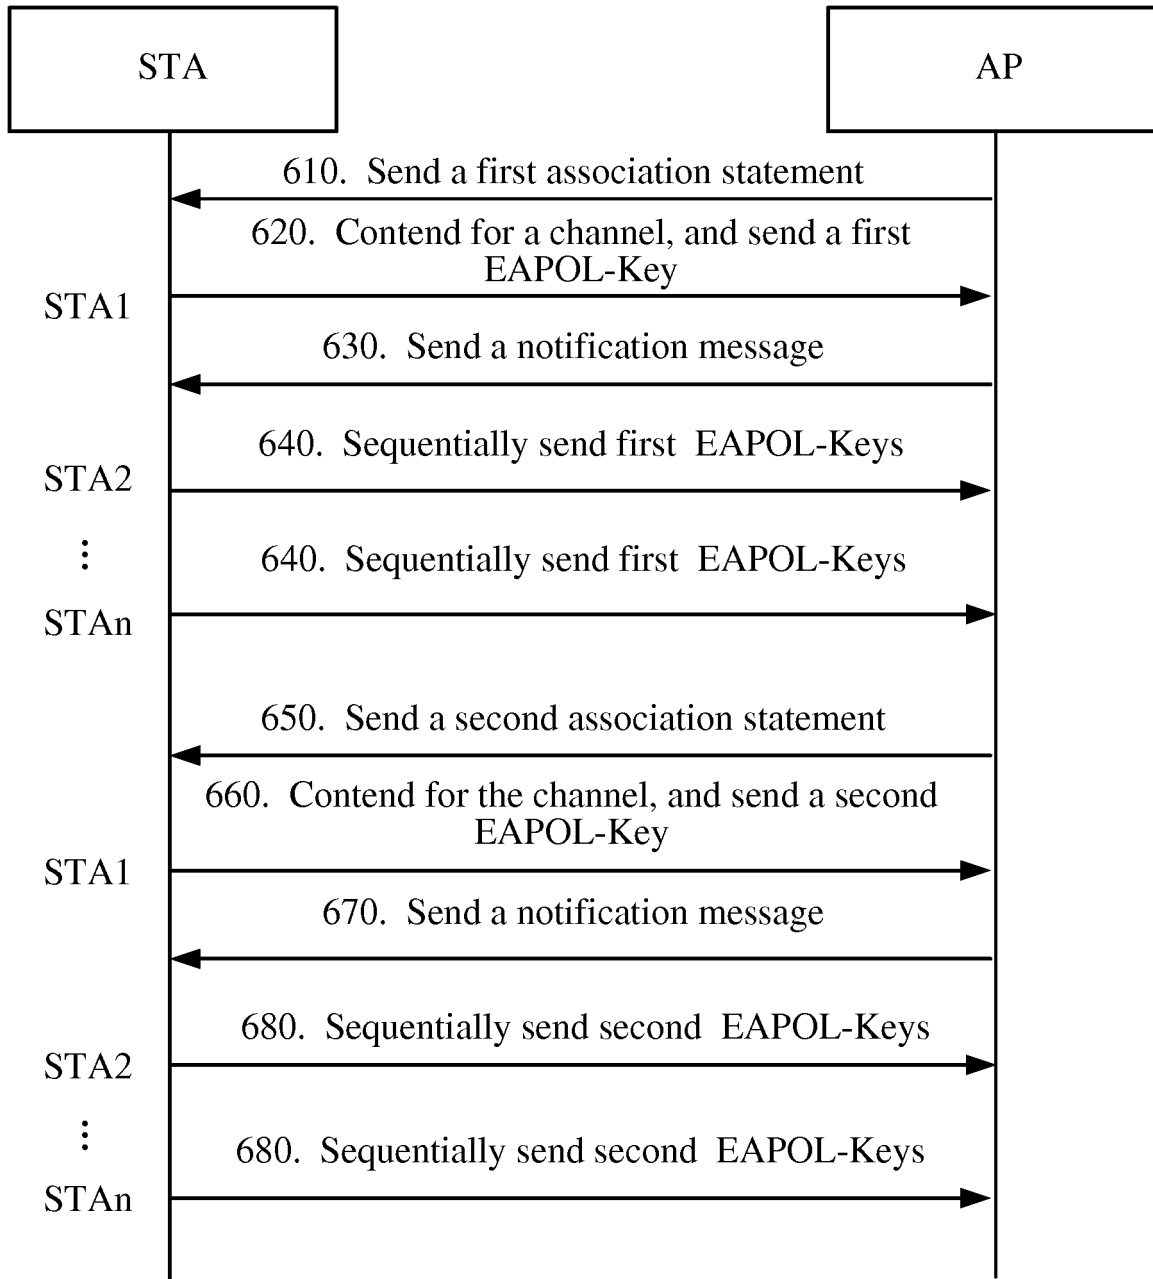 STA
AP
610. Send a first association statement
620. Contend for a channel, and send a first
EAPOL-Key
STA1
630. Send a notification message
640. Sequentially send first EAPOL-Keys
STA2
⋮
640. Sequentially send first EAPOL-Keys
STAn
650. Send a second association statement
660. Contend for the channel, and send a second
EAPOL-Key
STA1
670. Send a notification message
680. Sequentially send second EAPOL-Keys
STA2
⋮
680. Sequentially send second EAPOL-Keys
STAn